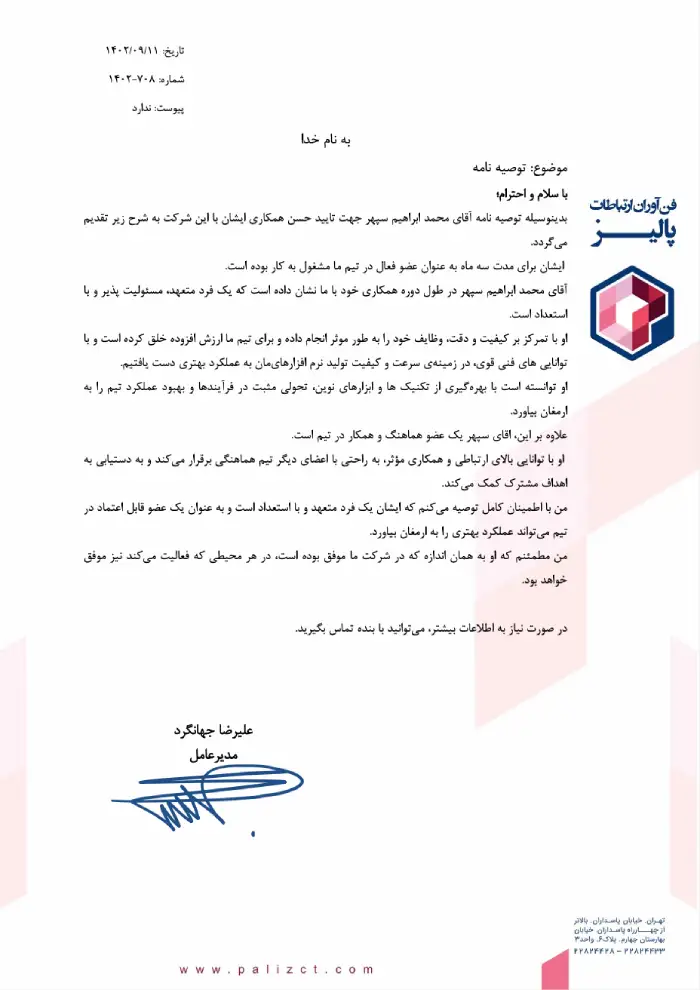 تاریخ: ۱۴۰۲/۰۹/۱۱
شماره: ۷۰۸-۱۴۰۲
پیوست: ندارد
به نام خدا
موضوع: توصیه نامه
با سلام و احترام؛
فن‌آوران ارتباطات
پالیز
بدینوسیله توصیه نامه آقای محمد ابراهیم سپهر جهت تایید حسن همکاری ایشان با این شرکت به شرح زیر تقدیم
می‌گردد.
ایشان برای مدت سه ماه به عنوان عضو فعال در تیم ما مشغول به کار بوده است.
آقای محمد ابراهیم سپهر در طول دوره همکاری خود با ما نشان داده است که یک فرد متعهد، مسئولیت پذیر و با
استعداد است.
او با تمرکز بر کیفیت و دقت، وظایف خود را به طور موثر انجام داده و برای تیم ما ارزش افزوده خلق کرده است و با
توانایی های فنی قوی، در زمینه‌ی سرعت و کیفیت تولید نرم افزارهای‌مان به عملکرد بهتری دست یافتیم.
او توانسته است با بهره‌گیری از تکنیک ها و ابزارهای نوین، تحولی مثبت در فرآیندها و بهبود عملکرد تیم را به
ارمغان بیاورد.
علاوه بر این، اقای سپهر یک عضو هماهنگ و همکار در تیم است.
او با توانایی بالای ارتباطی و همکاری مؤثر، به راحتی با اعضای دیگر تیم هماهنگی برقرار می‌کند و به دستیابی به
اهداف مشترک کمک می‌کند.
من با اطمینان کامل توصیه می‌کنم که ایشان یک فرد متعهد و با استعداد است و به عنوان یک عضو قابل اعتماد در
تیم می‌تواند عملکرد بهتری را به ارمغان بیاورد.
من مطمئنم که او به همان اندازه که در شرکت ما موفق بوده است، در هر محیطی که فعالیت می‌کند نیز موفق
خواهد بود.
در صورت نیاز به اطلاعات بیشتر، می‌توانید با بنده تماس بگیرید.
علیرضا جهانگرد
مدیرعامل
تهران، خیابان پاسداران، بالاتر
از چهارراه پاسداران، خیابان
بهارستان چهارم، پلاک۶، واحد۳
۲۲۸۲۴۴۲۸ – ۲۲۸۲۴۴۳۳
www.palizct.com